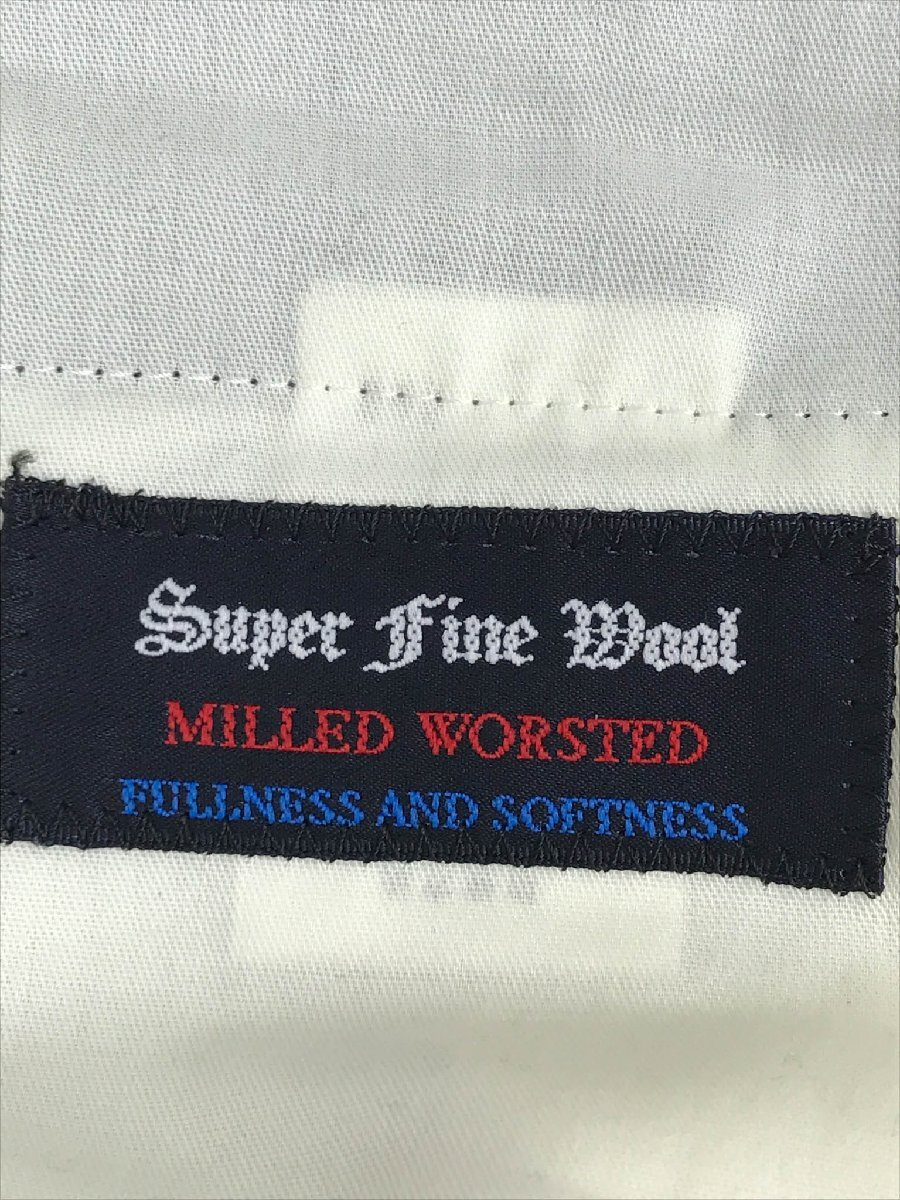 Super Fine Wool
MILLED WORSTED
FULLNESS AND SOFTNESS